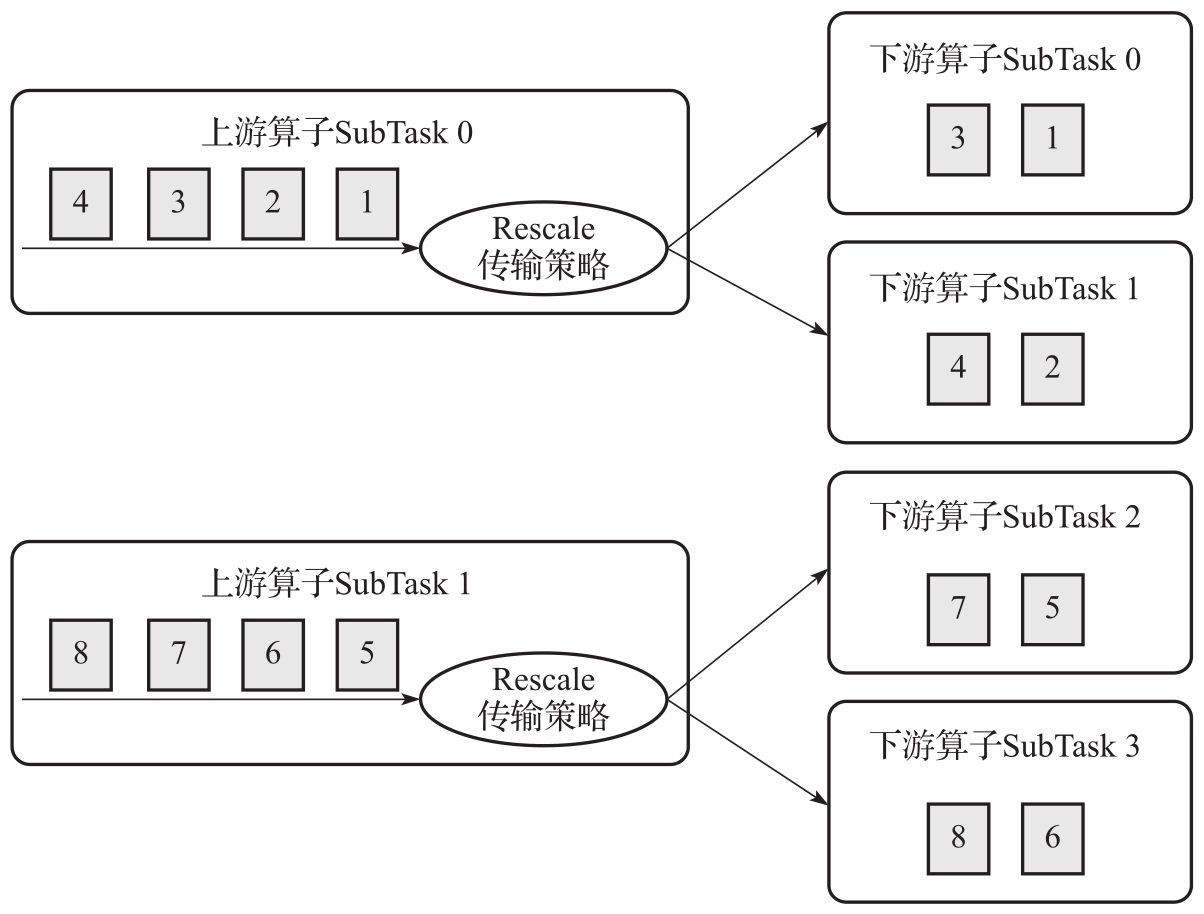 上游算子SubTask 0
4 3 2 1
Rescale
传输策略
下游算子SubTask 0
3 1
下游算子SubTask 1
4 2
上游算子SubTask 1
8 7 6 5
Rescale
传输策略
下游算子SubTask 2
7 5
下游算子SubTask 3
8 6